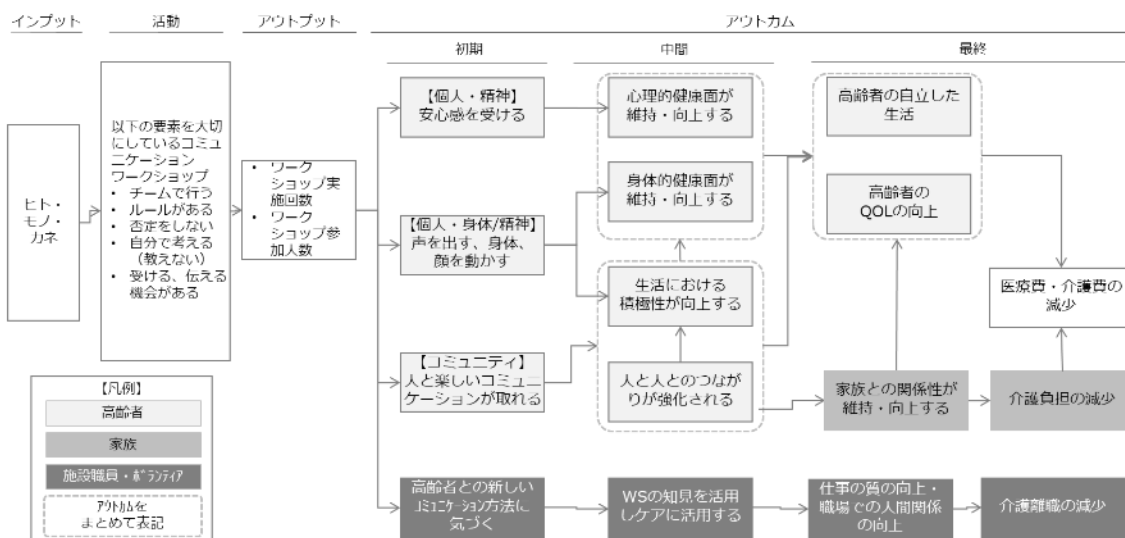 インプット
活動
アウトプット
アウトカム
初期
中間
最終
ヒト・
モノ・
カネ
以下の要素を大切
にしているコミュ
ニケーション
ワークショップ
• チームで行う
• ルールがある
• 否定をしない
• 自分で考える
（教えない）
• 受ける、伝える
機会がある
• ワーク
ショップ実
施回数
• ワーク
ショップ参
加人数
【個人・精神】
安心感を受ける
【個人・身体/精神】
声を出す、身体、
顔を動かす
【コミュニティ】
人と楽しいコミュニ
ケーションが取れる
高齢者との新しい
ｺﾐｭﾆｹｰｼｮﾝ方法に
気づく
心理的健康面が
維持・向上する
身体的健康面が
維持・向上する
生活における
積極性が向上する
人と人とのつなが
りが強化される
WSの知見を活用
しケアに活用する
高齢者の自立した
生活
高齢者の
QOLの向上
家族との関係性が
維持・向上する
仕事の質の向上・
職場での人間関係
の向上
医療費・介護費の
減少
介護負担の減少
介護離職の減少
【凡例】
高齢者
家族
施設職員・ﾎﾞﾗﾝﾃｨｱ
ｱｳﾄｶﾑを
まとめて表記